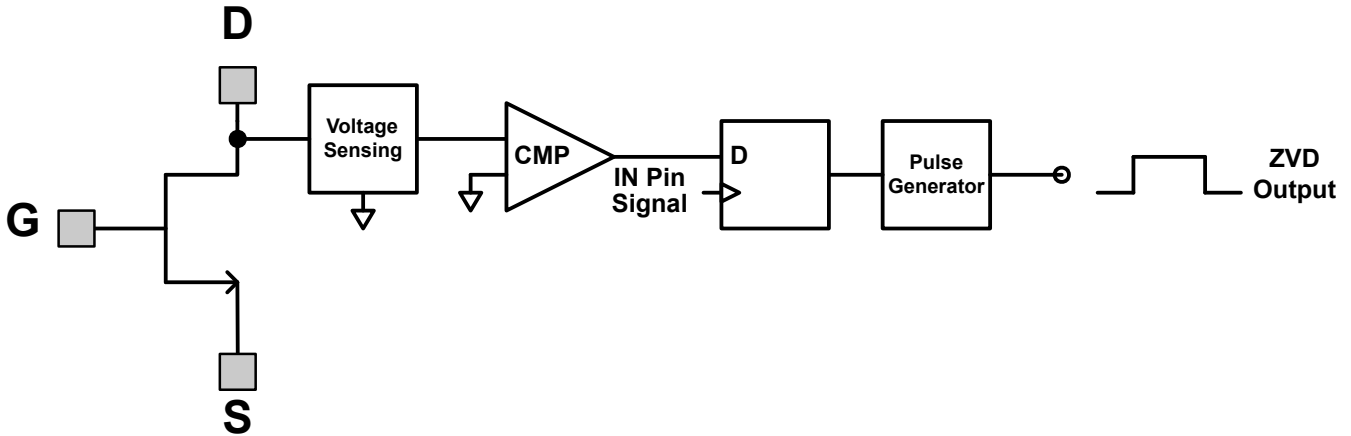 D
Voltage
Sensing
CMP
IN Pin
Signal
D
Pulse
Generator
ZVD
Output
G
S